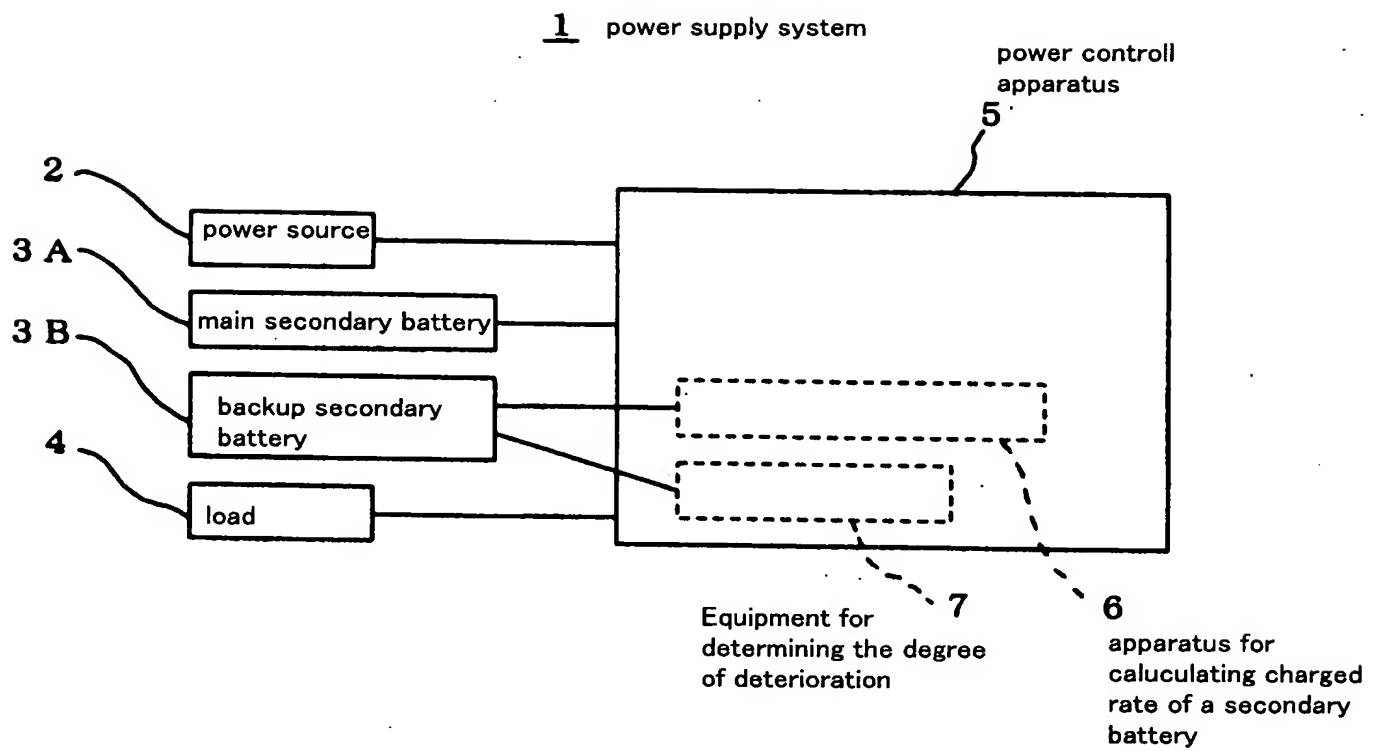 1 power supply system
power controll
apparatus
5
2
power source
3 A
main secondary battery
3 B
backup secondary
battery
4
load
7
Equipment for
determining the degree
of deterioration
6
apparatus for
caluculating charged
rate of a secondary
battery